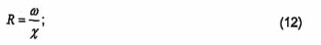 R = ω/χ; (12)